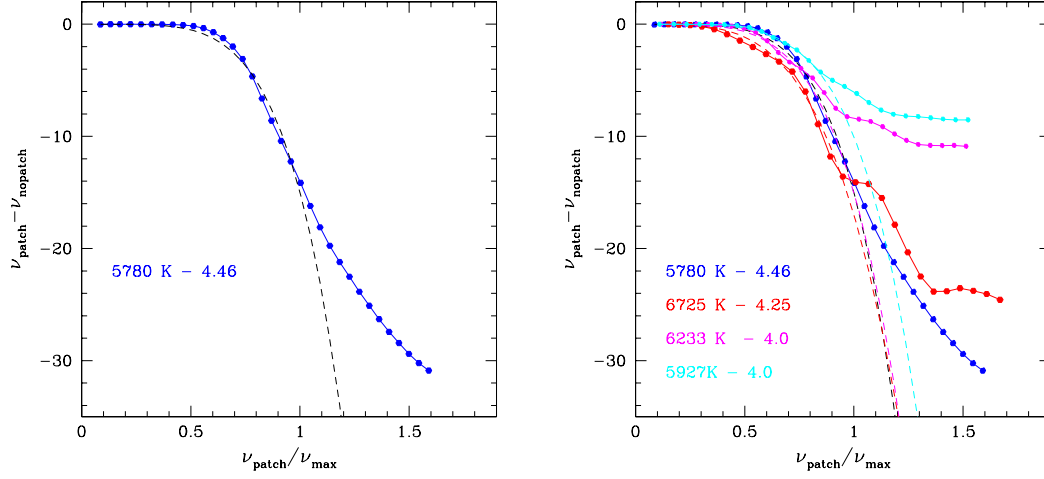 0
−10
−20
−30
0
0.5
1
1.5
ν_patch−ν_nopatch
ν_patch/ν_max
5780 K − 4.46
0
−10
−20
−30
0
0.5
1
1.5
ν_patch−ν_nopatch
ν_patch/ν_max
5780 K − 4.46
6725 K − 4.25
6233 K − 4.0
5927K − 4.0